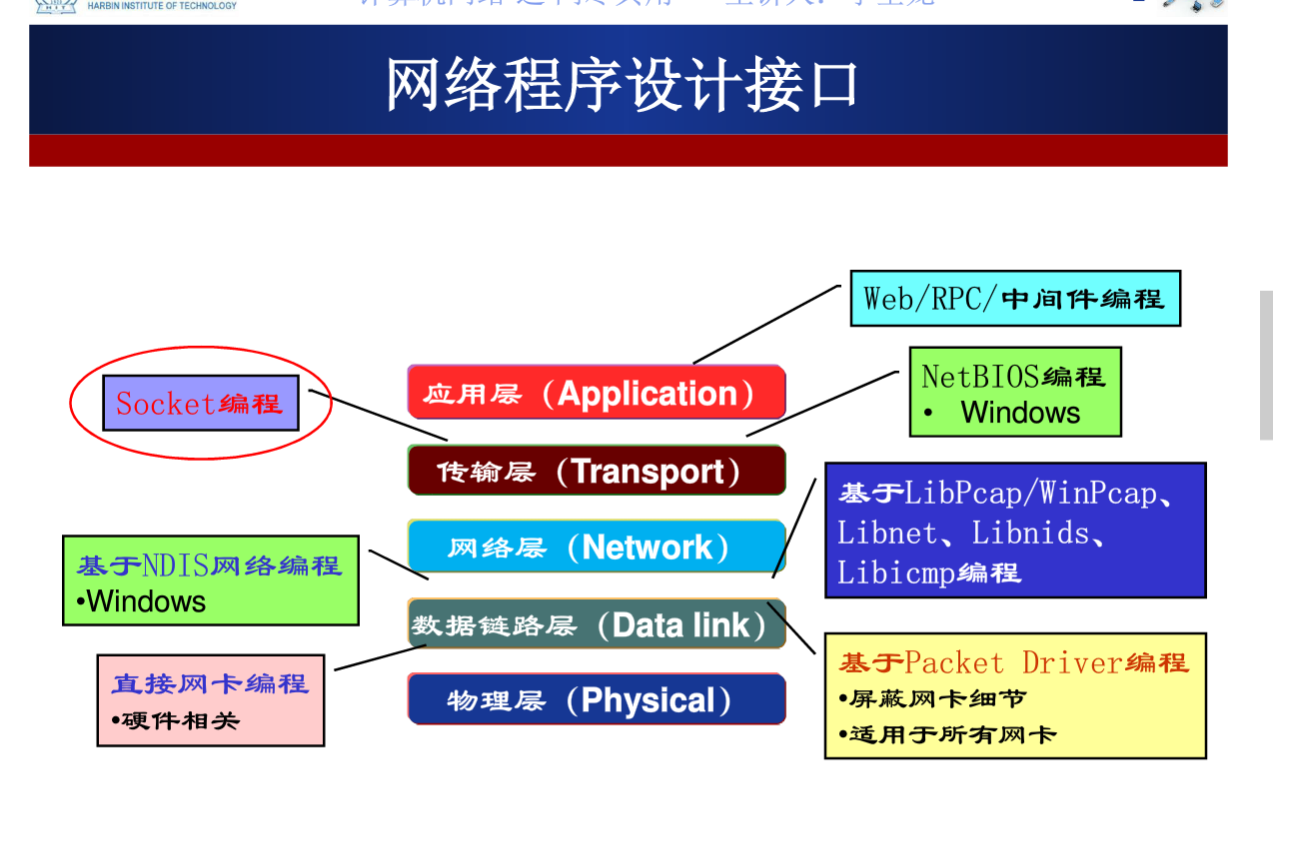 HARBIN INSTITUTE OF TECHNOLOGY
网络程序设计接口
Web/RPC/中间件编程
应用层（Application）
Socket编程
NetBIOS编程
• Windows
传输层（Transport）
基于LibPcap/WinPcap、
Libnet、Libnids、
Libicmp编程
网络层（Network）
基于NDIS网络编程
•Windows
数据链路层（Data link）
基于Packet Driver编程
•屏蔽网卡细节
•适用于所有网卡
直接网卡编程
•硬件相关
物理层（Physical）